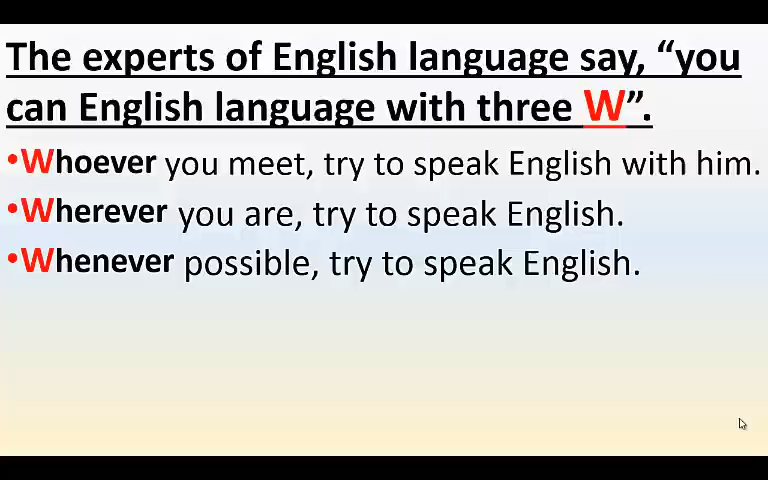 The experts of English language say, “you
can English language with three W”.
•Whoever you meet, try to speak English with him.
•Wherever you are, try to speak English.
•Whenever possible, try to speak English.